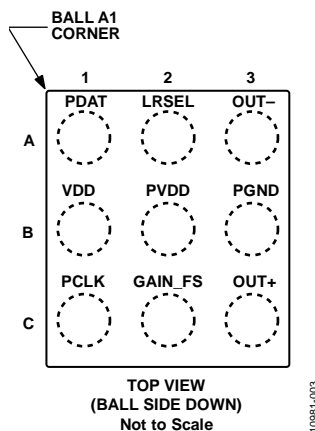 BALL A1
CORNER
1 2 3
PDAT LRSEL OUT–
A
VDD PVDD PGND
B
PCLK GAIN_FS OUT+
C
TOP VIEW
(BALL SIDE DOWN)
Not to Scale
10981-003